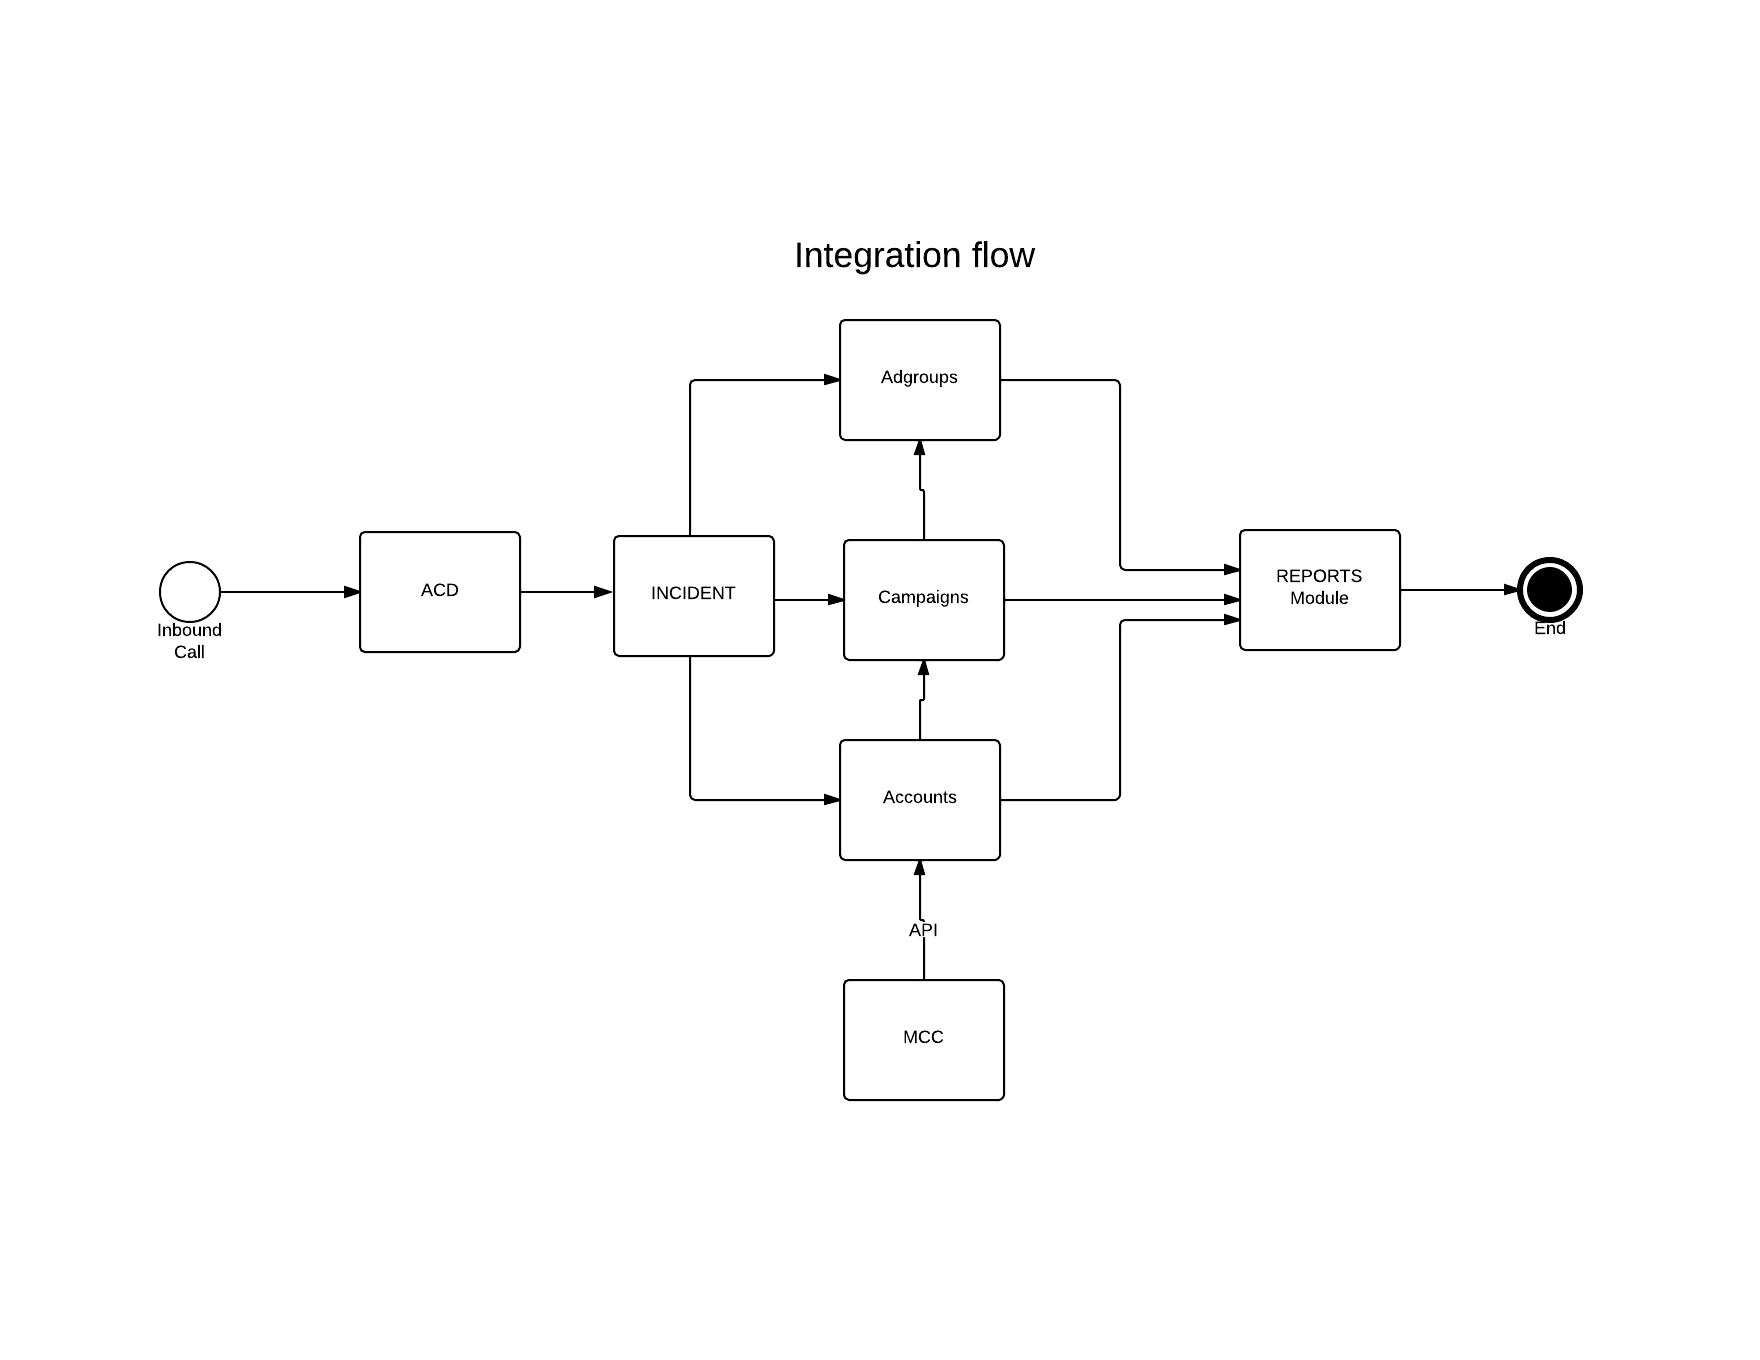 Integration flow
Adgroups
Inbound
Call
ACD
INCIDENT
Campaigns
REPORTS
Module
End
Accounts
API
MCC